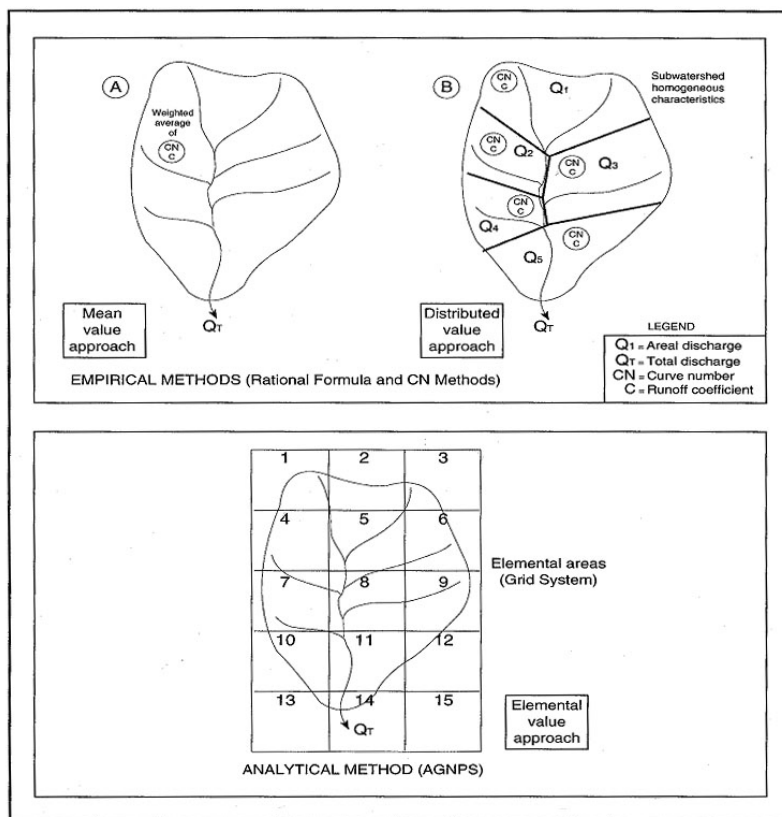 A
Weighted
average
of
CN
C
Mean
value
approach
QT
B
CN
C
Q1
Subwatershed
homogeneous
characteristics
CN
C
Q2
CN
C
Q3
CN
C
Q4
CN
C
Q5
Distributed
value
approach
QT
LEGEND
Q1 = Areal discharge
QT = Total discharge
CN = Curve number
C = Runoff coefficient
EMPIRICAL METHODS (Rational Formula and CN Methods)
1 2 3
4 5 6
Elemental areas
(Grid System)
7 8 9
10 11 12
13 14 15
QT
Elemental
value
approach
ANALYTICAL METHOD (AGNPS)